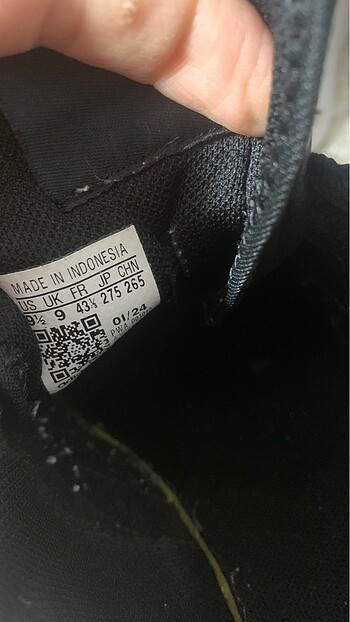 MADE IN INDONESIA
US UK FR JP CHN
9½ 9 43⅓ 275 265
01/24